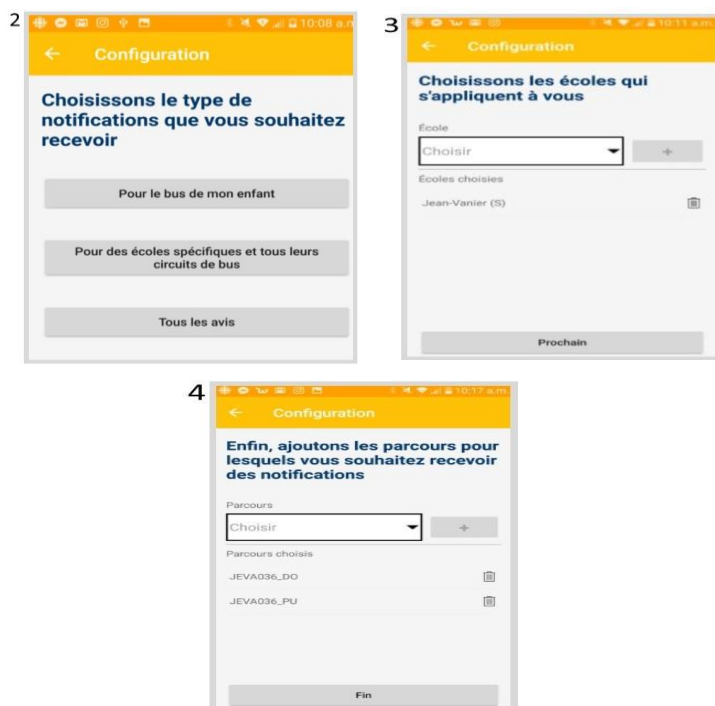 2
10:08 a.m
Configuration
Choisissons le type de
notifications que vous souhaitez
recevoir
Pour le bus de mon enfant
Pour des écoles spécifiques et tous leurs
circuits de bus
Tous les avis
3
10:11 a.m.
Configuration
Choisissons les écoles qui
s'appliquent à vous
École
Choisir
+
Écoles choisies
Jean-Vanier (S)
Prochain
4
10:17 a.m.
Configuration
Enfin, ajoutons les parcours pour
lesquels vous souhaitez recevoir
des notifications
Parcours
Choisir
+
Parcours choisis
JEVA036_DO
JEVA036_PU
Fin